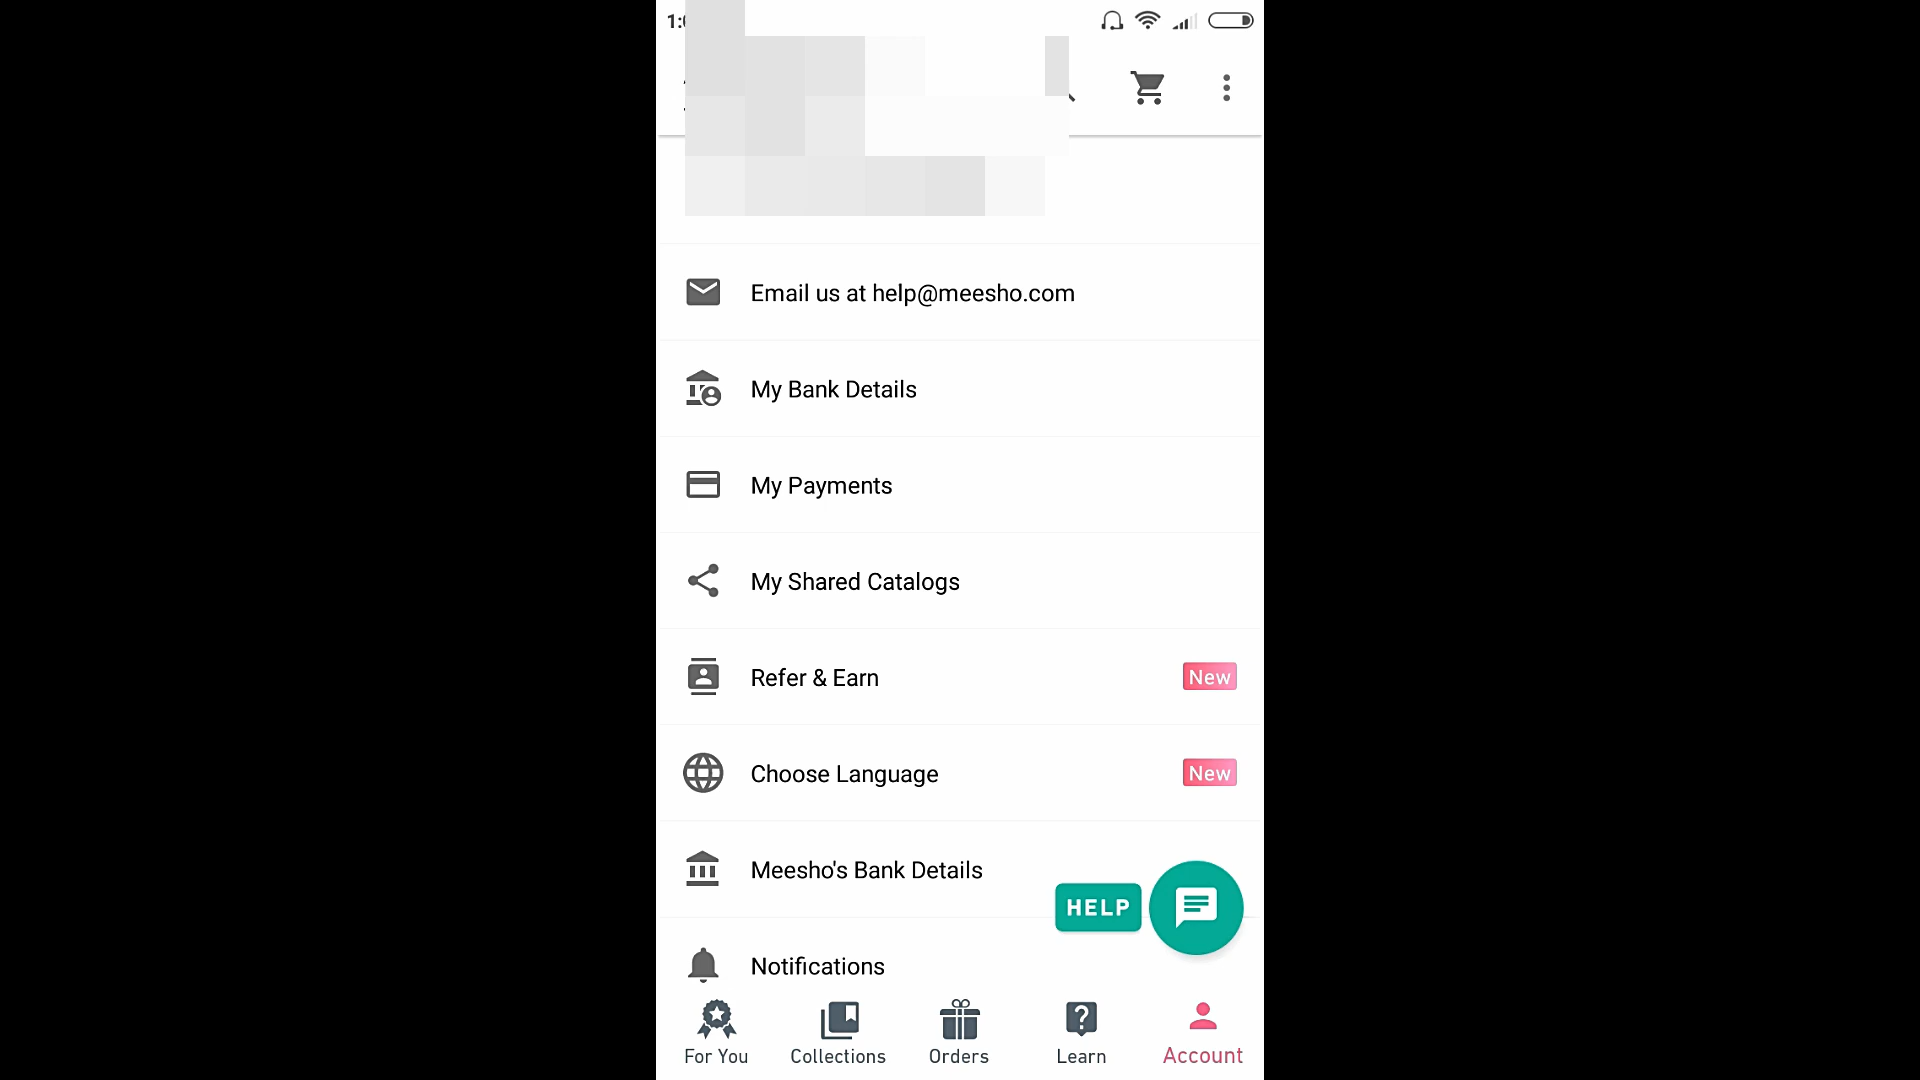 Email us at help@meesho.com
My Bank Details
My Payments
My Shared Catalogs
Refer & Earn
New
Choose Language
New
Meesho's Bank Details
HELP
Notifications
For You
Collections
Orders
Learn
Account